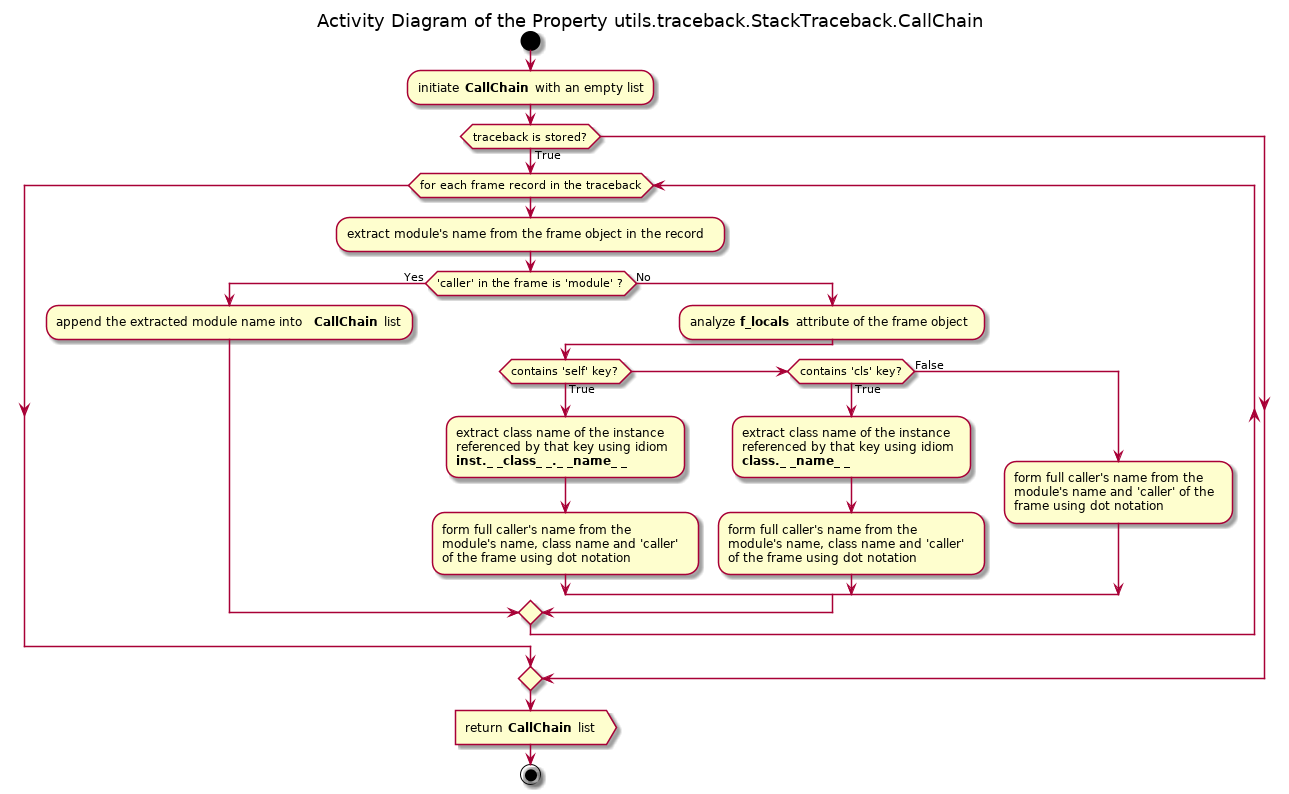 Activity Diagram of the Property utils.traceback.StackTraceback.CallChain
initiate CallChain with an empty list
traceback is stored?
True
for each frame record in the traceback
extract module's name from the frame object in the record
Yes
'caller' in the frame is 'module' ?
No
append the extracted module name into CallChain list
analyze f_locals attribute of the frame object
contains 'self' key?
contains 'cls' key?
False
True
True
extract class name of the instance
referenced by that key using idiom
inst._ _class_ _._ _name_ _
extract class name of the instance
referenced by that key using idiom
class._ _name_ _
form full caller's name from the
module's name and 'caller' of the
frame using dot notation
form full caller's name from the
module's name, class name and 'caller'
of the frame using dot notation
form full caller's name from the
module's name, class name and 'caller'
of the frame using dot notation
return CallChain list